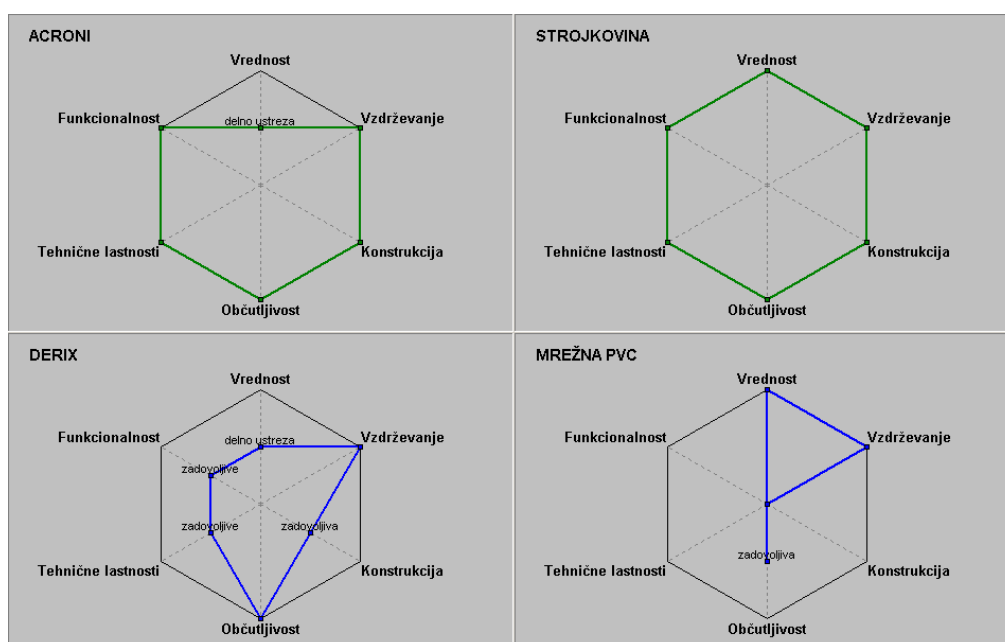 ACRONI
Vrednost
Funkcionalnost
delno ustreza
Vzdrževanje
Tehnične lastnosti
Konstrukcija
Občutljivost
STROJKOVINA
Vrednost
Funkcionalnost
Vzdrževanje
Tehnične lastnosti
Konstrukcija
Občutljivost
DERIX
Vrednost
Funkcionalnost
delno ustreza
Vzdrževanje
zadovoljive
zadovoljive
zadovoljiva
Tehnične lastnosti
Konstrukcija
Občutljivost
MREŽNA PVC
Vrednost
Funkcionalnost
Vzdrževanje
zadovoljiva
Tehnične lastnosti
Konstrukcija
Občutljivost